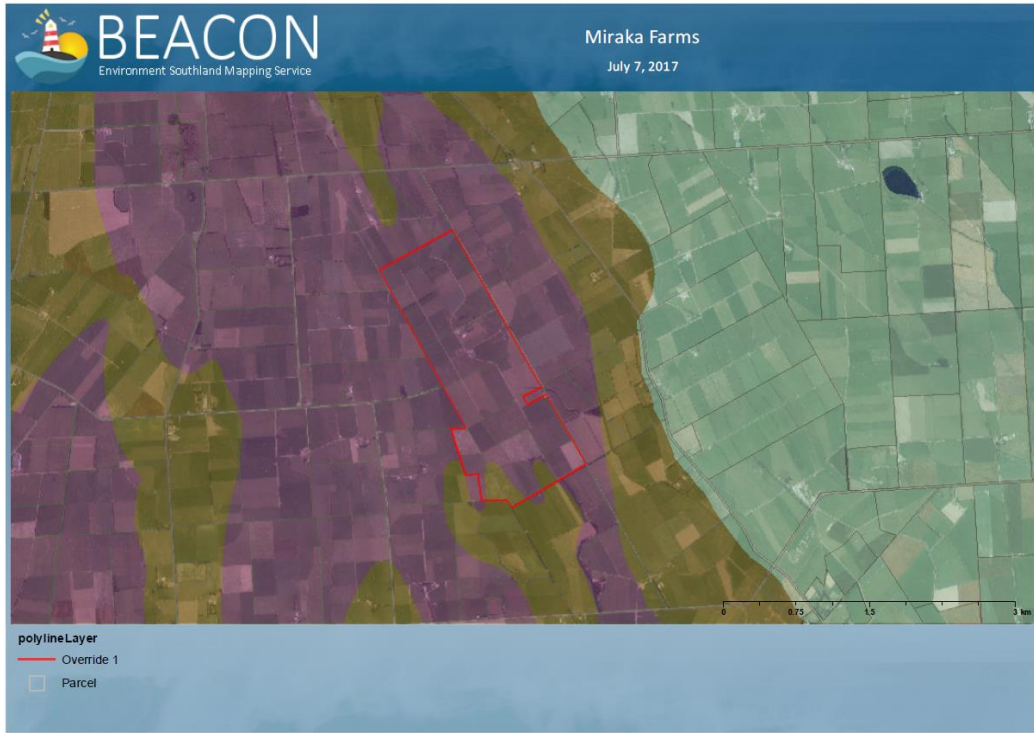 BEACON
Environment Southland Mapping Service
Miraka Farms
July 7, 2017
0 0.75 1.5 3 km
polylineLayer
Override 1
Parcel